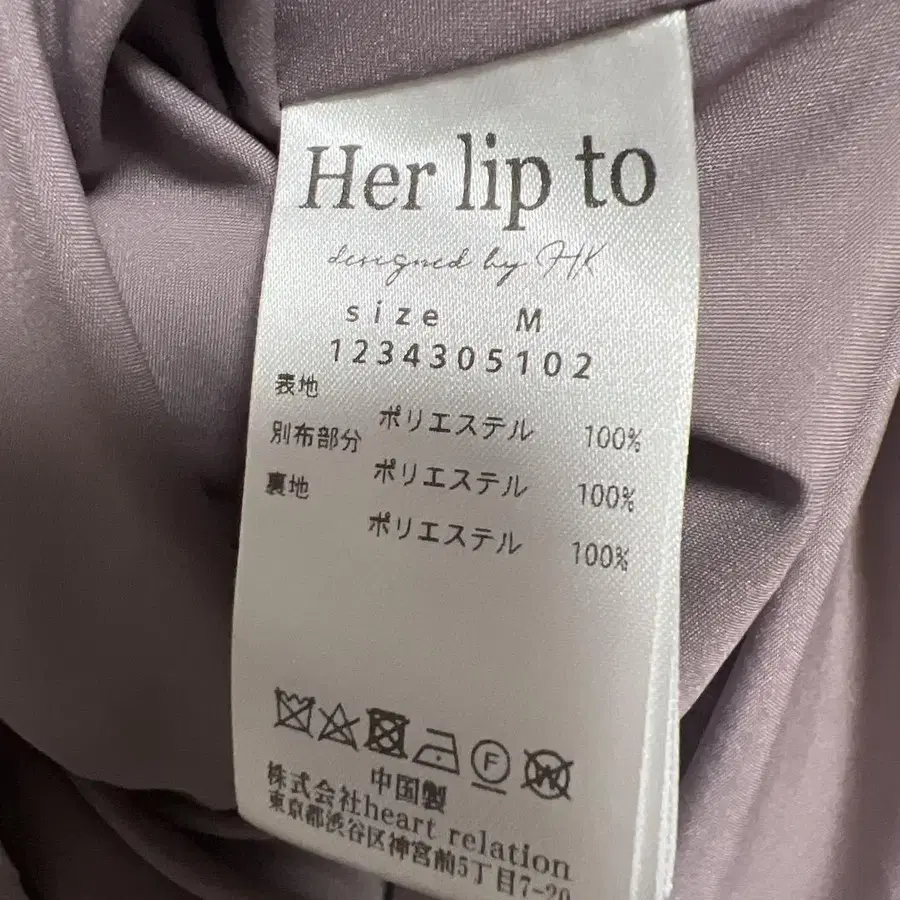 Her lip to
designed by HK
size M
1234305102
表地
ポリエステル 100%
別布部分
ポリエステル 100%
裏地
ポリエステル 100%
F
W
中国製
株式会社heart relation
東京都渋谷区神宮前5丁目7-20